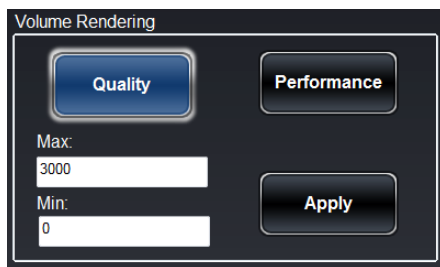 Volume Rendering
Quality
Performance
Max:
3000
Min:
0
Apply